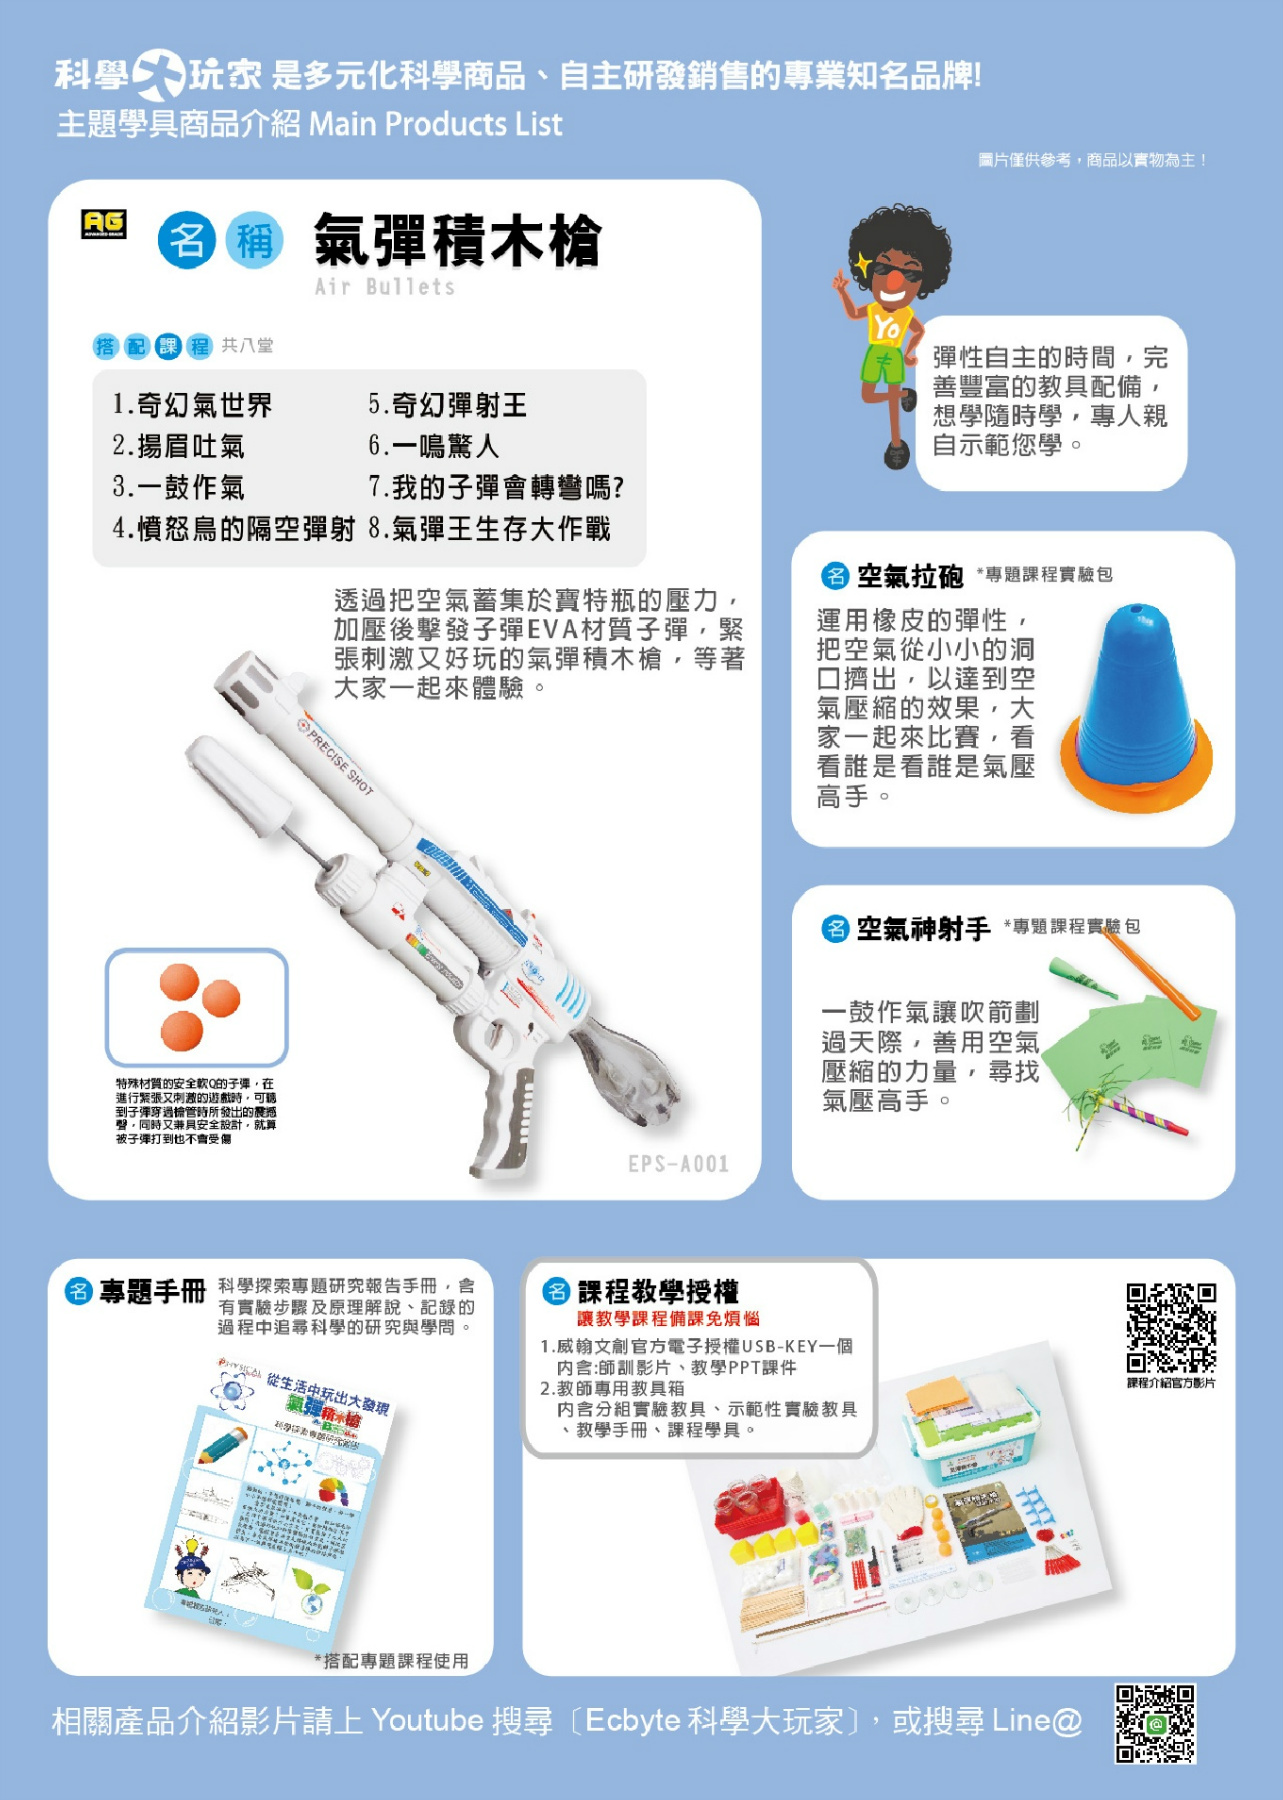 科學大玩家 是多元化科學商品、自主研發銷售的專業知名品牌!
主題學具商品介紹 Main Products List
圖片僅供參考，商品以實物為主！
AG
名稱 氣彈積木槍
Air Bullets
搭配課程 共八堂
1.奇幻氣世界
2.揚眉吐氣
3.一鼓作氣
4.憤怒鳥的隔空彈射
5.奇幻彈射王
6.一鳴驚人
7.我的子彈會轉彎嗎?
8.氣彈王生存大作戰
透過把空氣蓄集於寶特瓶的壓力，
加壓後擊發子彈EVA材質子彈，緊
張刺激又好玩的氣彈積木槍，等著
大家一起來體驗。
PRECISE SHOT
特殊材質的安全軟Q的子彈，在
進行緊張又刺激的遊戲時，可聽
到子彈穿過槍管時所發出的震撼
聲，同時又兼具安全設計，就算
被子彈打到也不會受傷
EPS-A001
Yo
彈性自主的時間，完
善豐富的教具配備，
想學隨時學，專人親
自示範您學。
名 空氣拉砲 *專題課程實驗包
運用橡皮的彈性，
把空氣從小小的洞
口擠出，以達到空
氣壓縮的效果，大
家一起來比賽，看
看誰是看誰是氣壓
高手。
名 空氣神射手 *專題課程實驗包
一鼓作氣讓吹箭劃
過天際，善用空氣
壓縮的力量，尋找
氣壓高手。
名 專題手冊
科學探索專題研究報告手冊，含
有實驗步驟及原理解說、記錄的
過程中追尋科學的研究與學問。
從生活中玩出大發現
氣彈積木槍
科學探索專題研究報告
*搭配專題課程使用
名 課程教學授權
讓教學課程備課免煩惱
1.威翰文創官方電子授權USB-KEY一個
內含:師訓影片、教學PPT課件
2.教師專用教具箱
內含分組實驗教具、示範性實驗教具
、教學手冊、課程學具。
課程介紹官方影片
相關產品介紹影片請上 Youtube 搜尋〔Ecbyte 科學大玩家〕，或搜尋 Line@